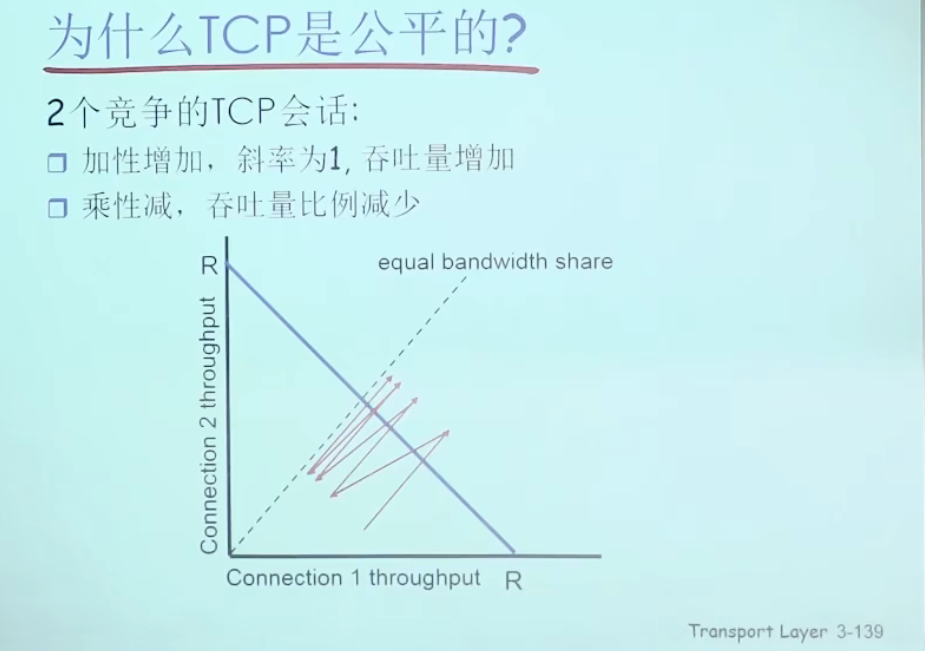 为什么TCP是公平的?
2个竞争的TCP会话:
加性增加，斜率为1, 吞吐量增加
乘性减，吞吐量比例减少
R
equal bandwidth share
Connection 2 throughput
Connection 1 throughput
R
Transport Layer 3-139